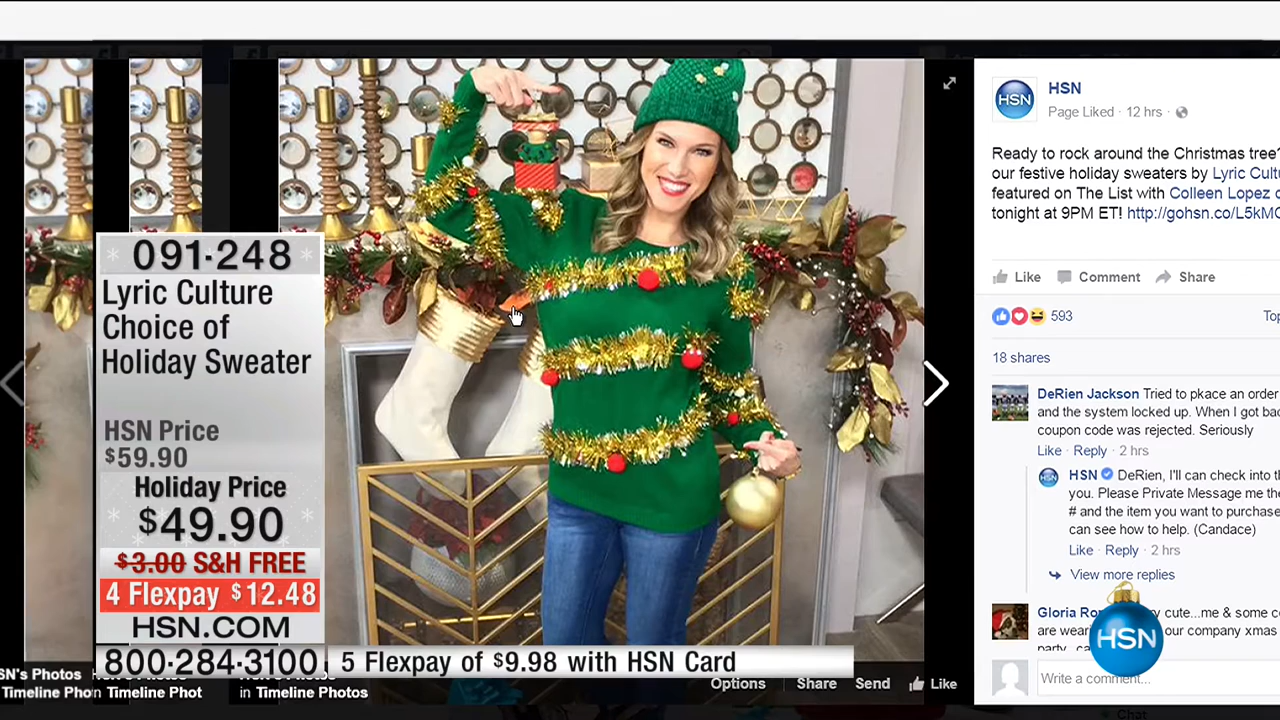 091·248
Lyric Culture
Choice of
Holiday Sweater
HSN Price
$59.90
Holiday Price
$49.90
$3.00 S&H FREE
4 Flexpay $12.48
HSN.COM
800·284·3100
5 Flexpay of $9.98 with HSN Card
SN's Photos
Timeline Phot
in Timeline Photos
Options
Share
Send
Like
HSN
HSN
Page Liked · 12 hrs ·
Ready to rock around the Christmas tree?
our festive holiday sweaters by Lyric
featured on The List with Colleen Lopez
tonight at 9PM ET! http://gohsn.co/
Like Comment Share
593
18 shares
DeRien Jackson Tried to pkace an order
and the system locked up. When I got
coupon code was rejected. Seriously
Like · Reply · 2 hrs
HSN DeRien, I'll can check into
you. Please Private Message me
# and the item you want to purchase
can see how to help. (Candace)
Like · Reply · 2 hrs
View more replies
Gloria cute...me & some
are our company xmas
HSN
Write a comment...
Chat